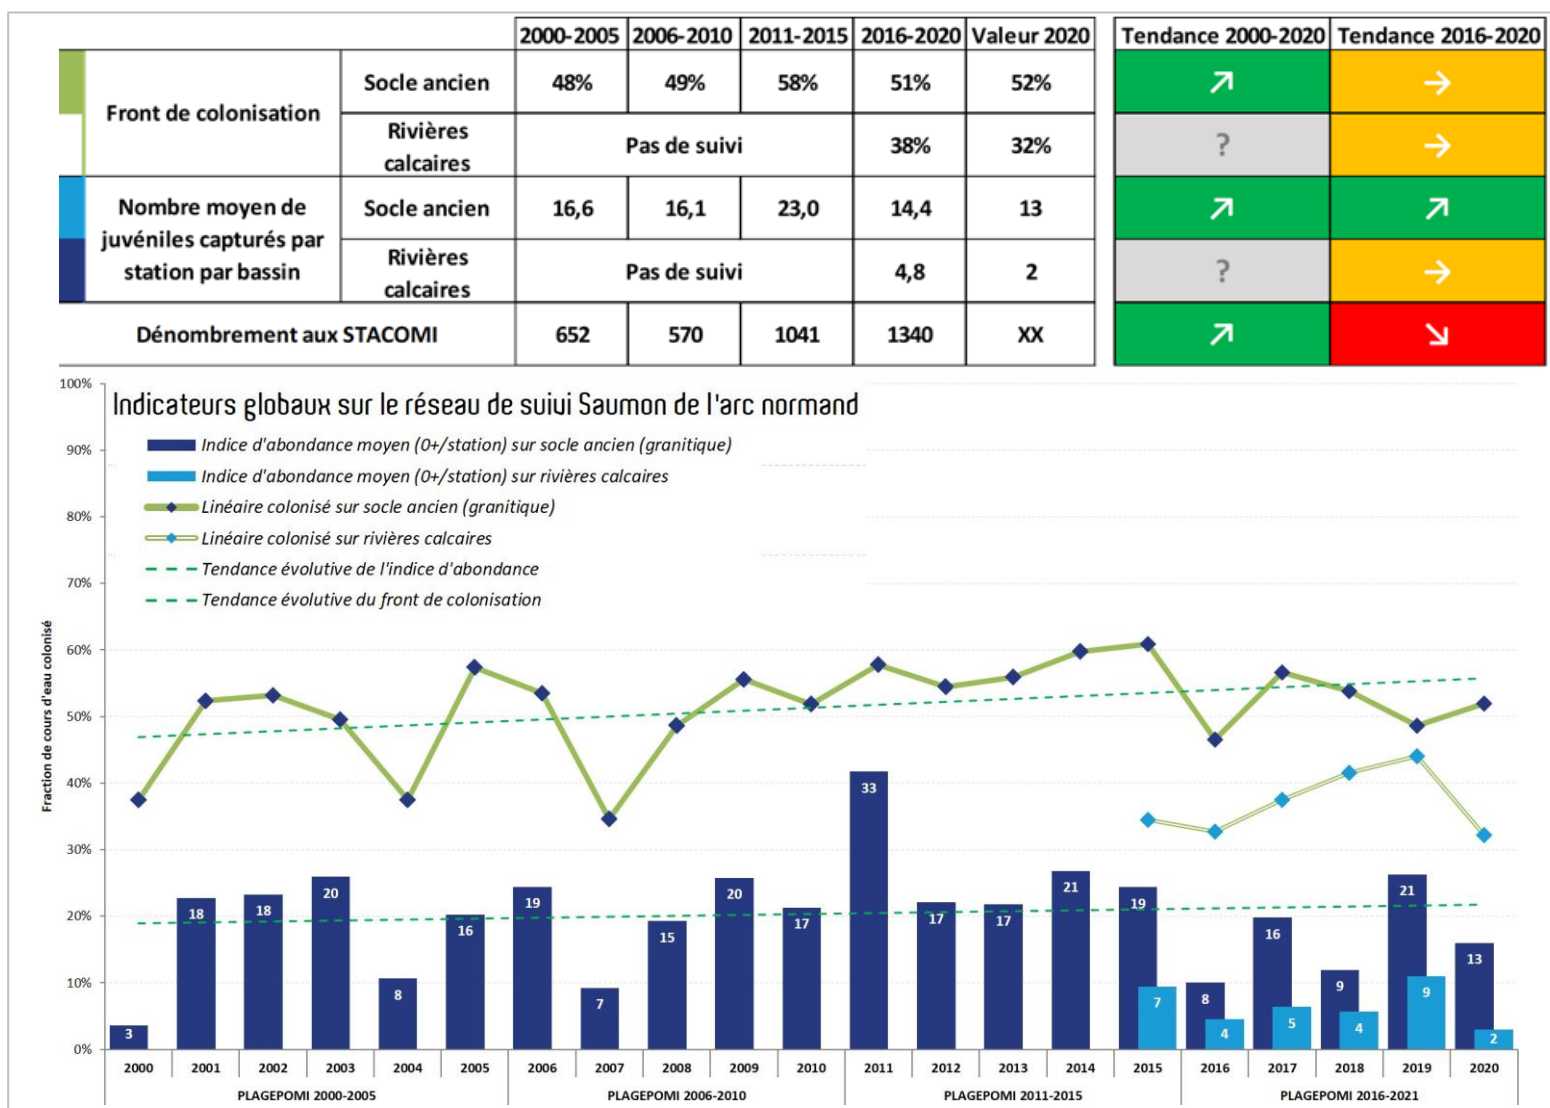 2000-2005 2006-2010 2011-2015 2016-2020 Valeur 2020 Tendance 2000-2020 Tendance 2016-2020
Front de colonisation
Socle ancien 48% 49% 58% 51% 52% ↗ →
Rivières
calcaires
Pas de suivi 38% 32% ? →
Nombre moyen de
juvéniles capturés par
station par bassin
Socle ancien 16,6 16,1 23,0 14,4 13 ↗ ↗
Rivières
calcaires
Pas de suivi 4,8 2 ? →
Dénombrement aux STACOMI 652 570 1041 1340 XX ↗ ↘
Indicateurs globaux sur le réseau de suivi Saumon de l'arc normand
Indice d'abondance moyen (0+/station) sur socle ancien (granitique)
Indice d'abondance moyen (0+/station) sur rivières calcaires
Linéaire colonisé sur socle ancien (granitique)
Linéaire colonisé sur rivières calcaires
Tendance évolutive de l'indice d'abondance
Tendance évolutive du front de colonisation
Fraction de cours d'eau colonisé
100%
90%
80%
70%
60%
50%
40%
30%
20%
10%
0%
3 18 18 20 8 16 19 7 15 20 17 33 17 17 21 19 8 16 9 21 13
7 4 5 4 9 2
2000 2001 2002 2003 2004 2005 2006 2007 2008 2009 2010 2011 2012 2013 2014 2015 2016 2017 2018 2019 2020
PLAGEPOMI 2000-2005 PLAGEPOMI 2006-2010 PLAGEPOMI 2011-2015 PLAGEPOMI 2016-2021